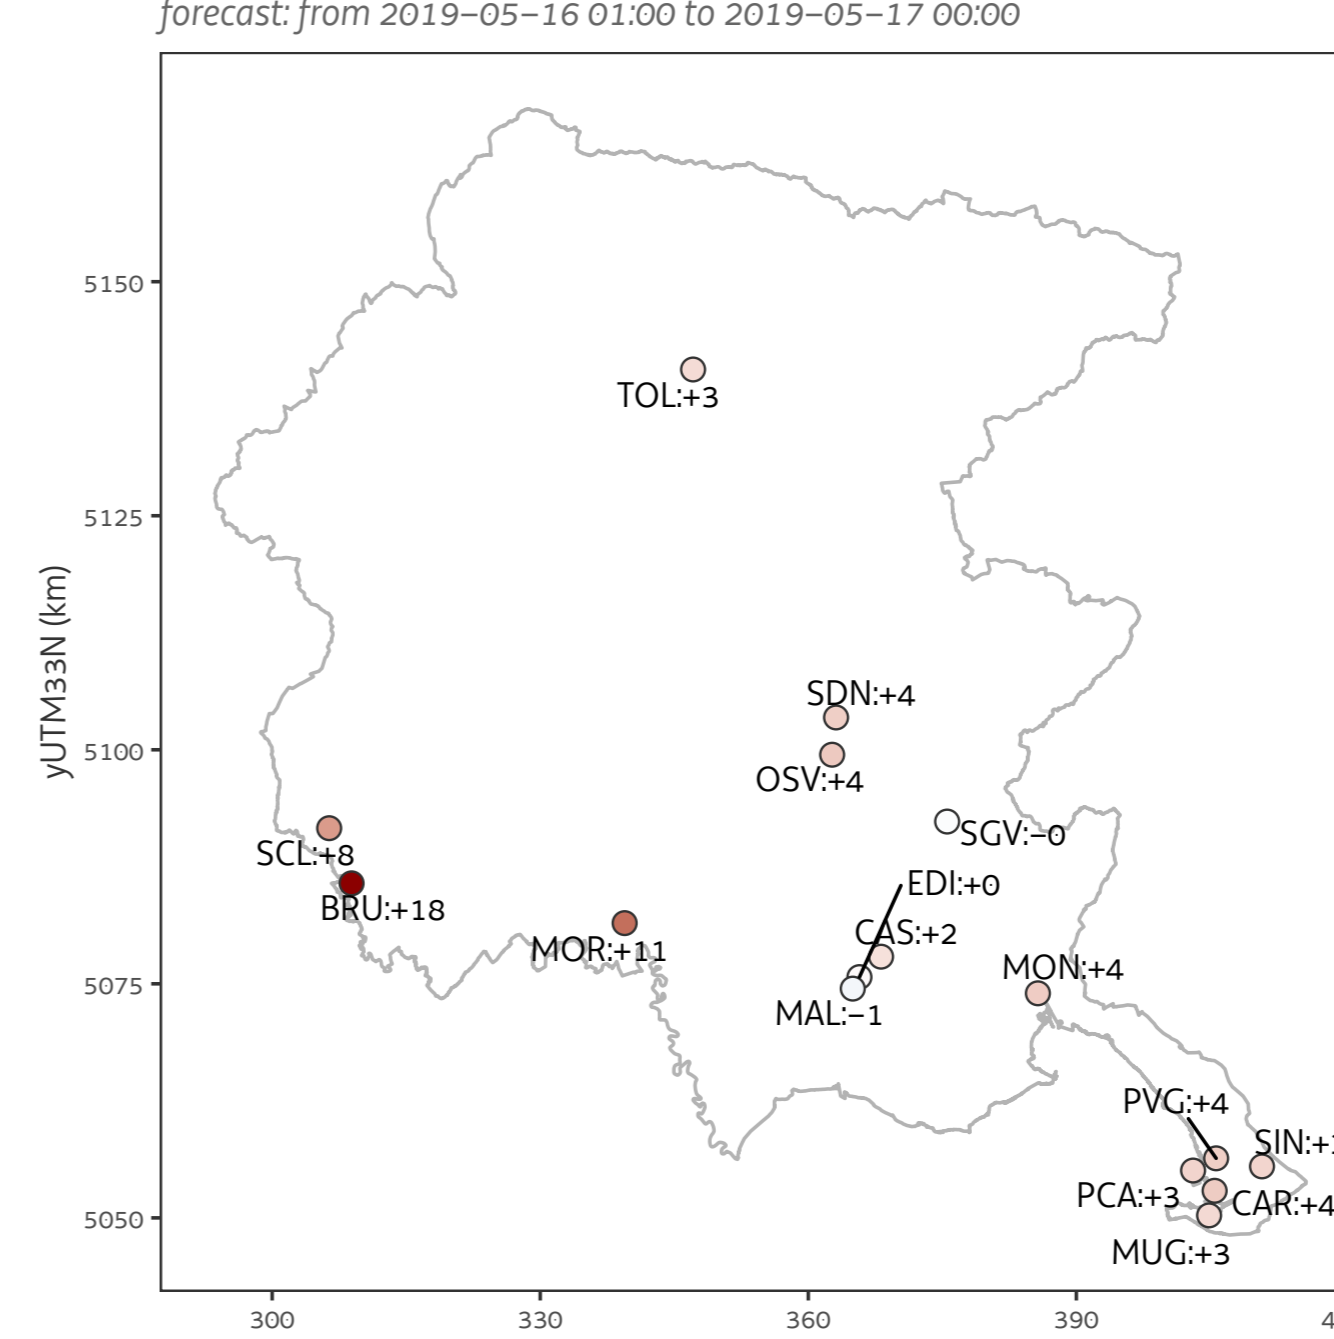 forecast: from 2019–05–16 01:00 to 2019–05–17 00:00
yUTM33N (km)
5150
5125
5100
5075
5050
TOL:+3
SDN:+4
OSV:+4
SGV:–0
SCL:+8
EDI:+0
BRU:+18
CAS:+2
MOR:+11
MON:+4
MAL:–1
PVG:+4
SIN:+
PCA:+3
CAR:+4
MUG:+3
300
330
360
390
4